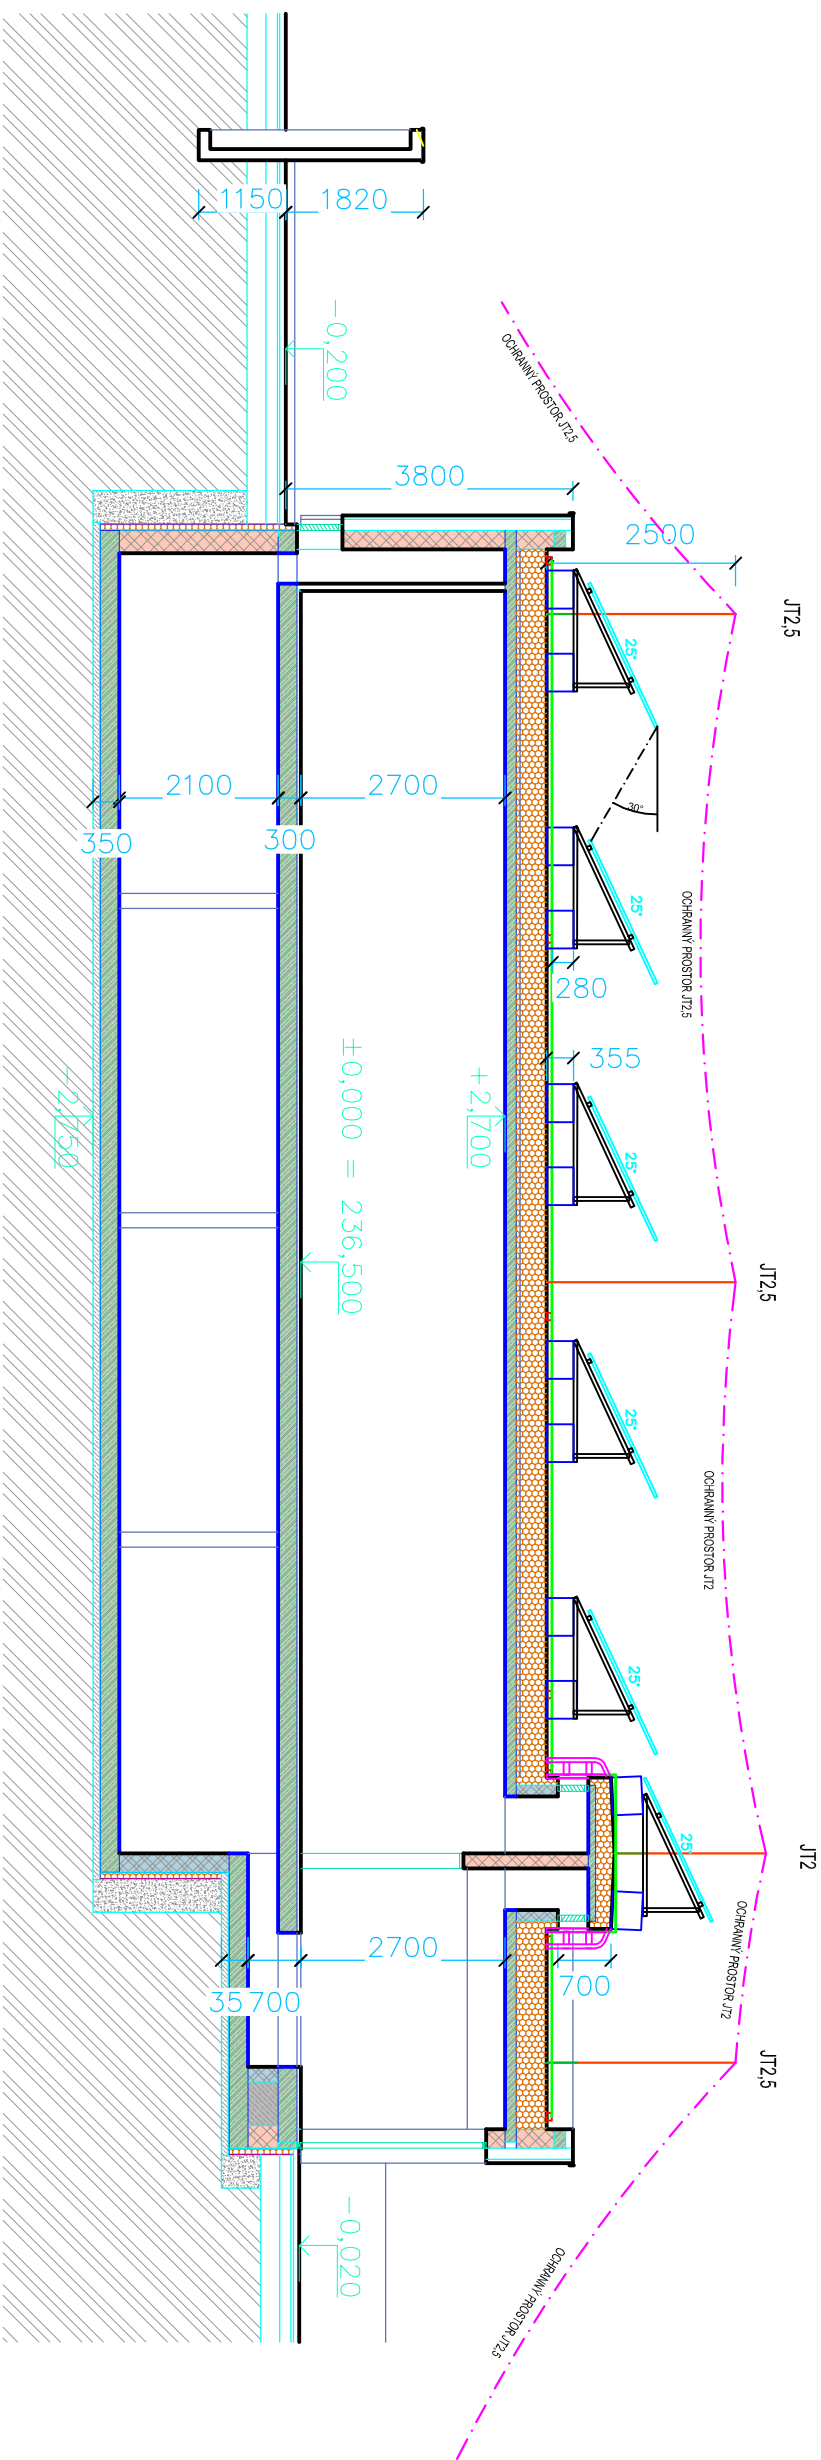 1150
1820
-0,200
OCHRANNÝ PROSTOR JT2,5
3800
2500
JT2,5
25°
30°
2100
2700
350
300
25°
OCHRANNÝ PROSTOR JT2,5
280
355
±0,000 = 236,500
+2,700
-2,750
25°
JT2,5
25°
OCHRANNÝ PROSTOR JT2
25°
25°
JT2
OCHRANNÝ PROSTOR JT2
2700
35
700
700
JT2,5
-0,020
OCHRANNÝ PROSTOR JT2,5